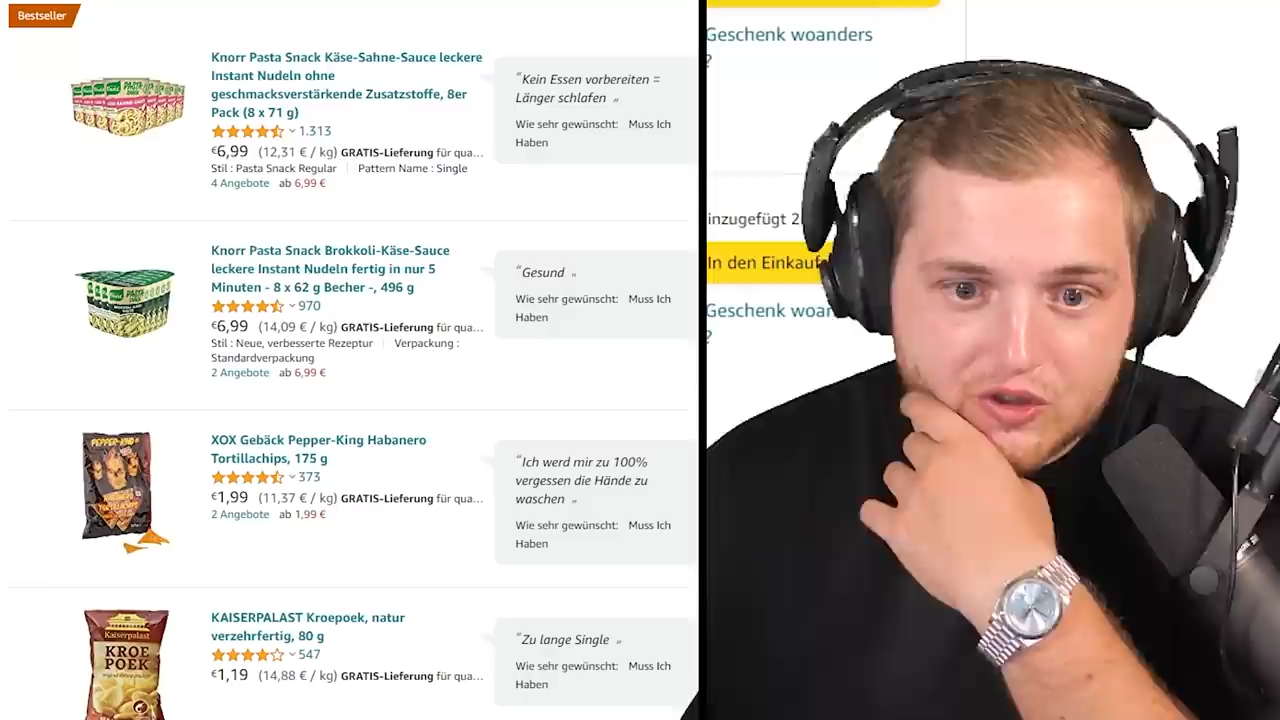 Bestseller
Knorr Pasta Snack Käse-Sahne-Sauce leckere
Instant Nudeln ohne
geschmacksverstärkende Zusatzstoffe, 8er
Pack (8 x 71 g)
1.313
€6,99 (12,31 € / kg) GRATIS-Lieferung für qua...
Stil : Pasta Snack Regular Pattern Name : Single
4 Angebote ab 6,99 €
"Kein Essen vorbereiten =
Länger schlafen „
Wie sehr gewünscht: Muss Ich
Haben
Knorr Pasta Snack Brokkoli-Käse-Sauce
leckere Instant Nudeln fertig in nur 5
Minuten - 8 x 62 g Becher -, 496 g
970
€6,99 (14,09 € / kg) GRATIS-Lieferung für qua...
Stil : Neue, verbesserte Rezeptur Verpackung :
Standardverpackung
2 Angebote ab 6,99 €
"Gesund „
Wie sehr gewünscht: Muss Ich
Haben
PEPPER-KING
XOX Gebäck Pepper-King Habanero
Tortillachips, 175 g
373
€1,99 (11,37 € / kg) GRATIS-Lieferung für qua...
2 Angebote ab 1,99 €
"Ich werd mir zu 100%
vergessen die Hände zu
waschen „
Wie sehr gewünscht: Muss Ich
Haben
Kaiserpalast
KROE
POEK
KAISERPALAST Kroepoek, natur
verzehrfertig, 80 g
547
€1,19 (14,88 € / kg) GRATIS-Lieferung für qua...
"Zu lange Single „
Wie sehr gewünscht: Muss Ich
Haben
Geschenk woanders
?
inzugefügt 2
In den Einkauf
Geschenk woan
?